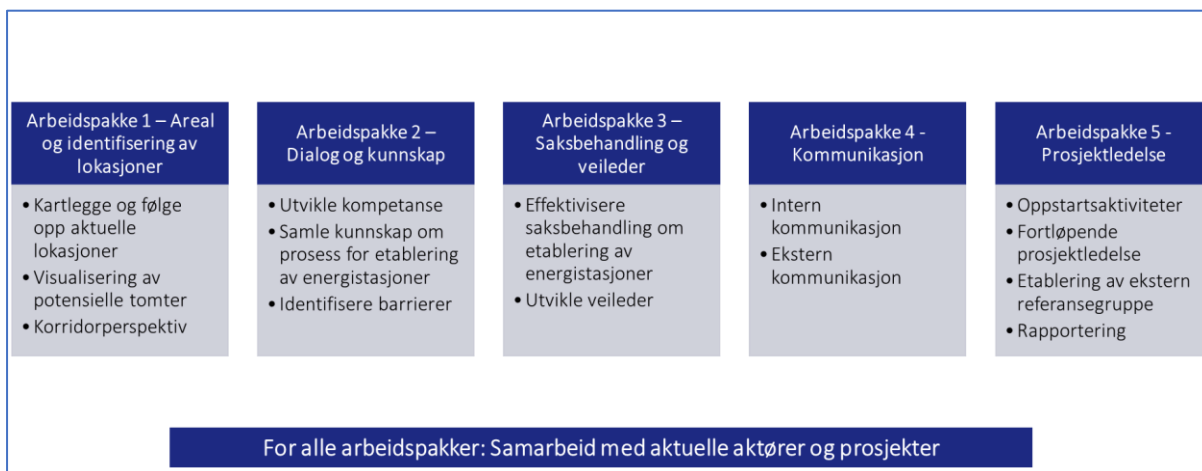 Arbeidspakke 1 – Areal
og identifisering av
lokasjoner
• Kartlegge og følge
opp aktuelle
lokasjoner
• Visualisering av
potensielle tomter
• Korridorperspektiv
Arbeidspakke 2 –
Dialog og kunnskap
• Utvikle kompetanse
• Samle kunnskap om
prosess for etablering
av energistasjoner
• Identifisere barrierer
Arbeidspakke 3 –
Saksbehandling og
veileder
• Effektivisere
saksbehandling om
etablering av
energistasjoner
• Utvikle veileder
Arbeidspakke 4 -
Kommunikasjon
• Intern
kommunikasjon
• Ekstern
kommunikasjon
Arbeidspakke 5 -
Prosjektledelse
• Oppstartsaktiviteter
• Fortløpende
prosjektledelse
• Etablering av ekstern
referansegruppe
• Rapportering
For alle arbeidspakker: Samarbeid med aktuelle aktører og prosjekter